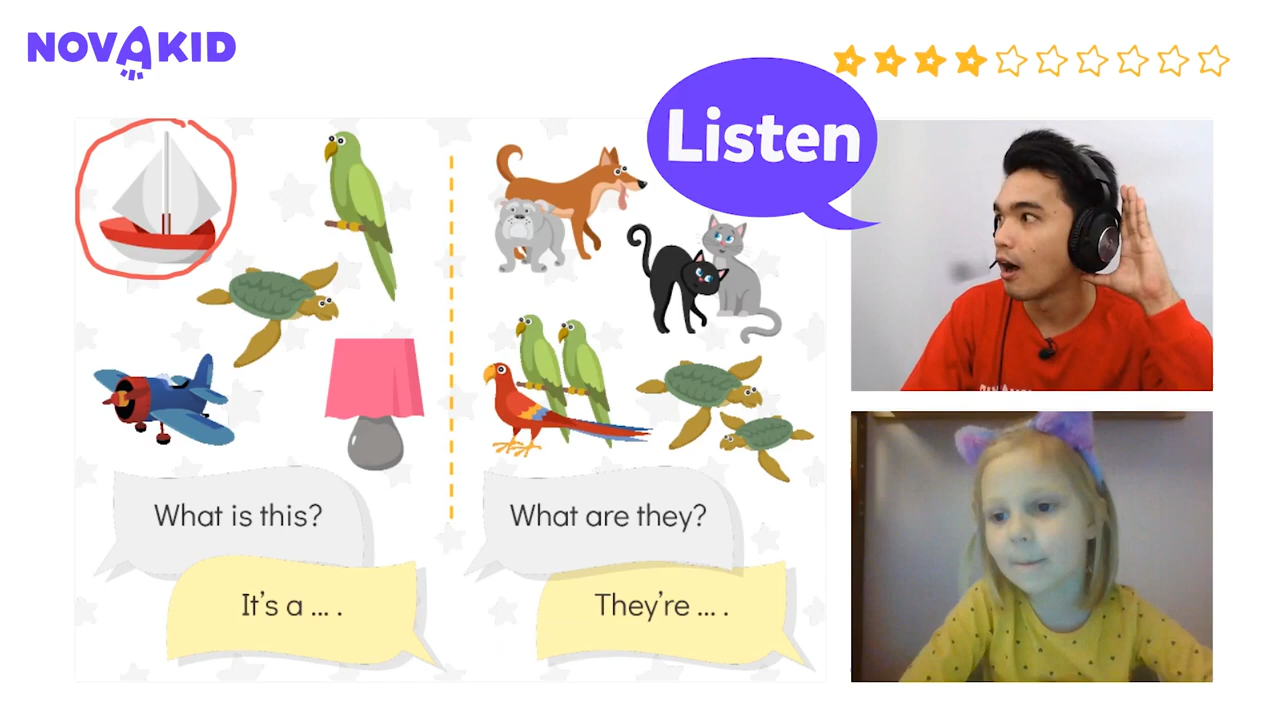 NOVAKID
Listen
What is this?
What are they?
It's a ... .
They're ... .